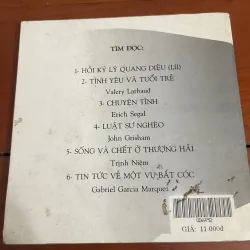 TÌM ĐỌC:
1- HỒI KÝ LÝ QUANG DIỆU (I,II)
2- TÌNH YÊU VÀ TUỔI TRẺ
Valery Larbaud
3- CHUYỆN TÌNH
Erich Segal
4- LUẬT SƯ NGHÈO
John Grisham
5- SỐNG VÀ CHẾT Ở THƯỢNG HẢI
Trịnh Niệm
6- TIN TỨC VỀ MỘT VỤ BẮT CÓC
Gabriel Garcia Marquez
GIÁ: 11.000đ